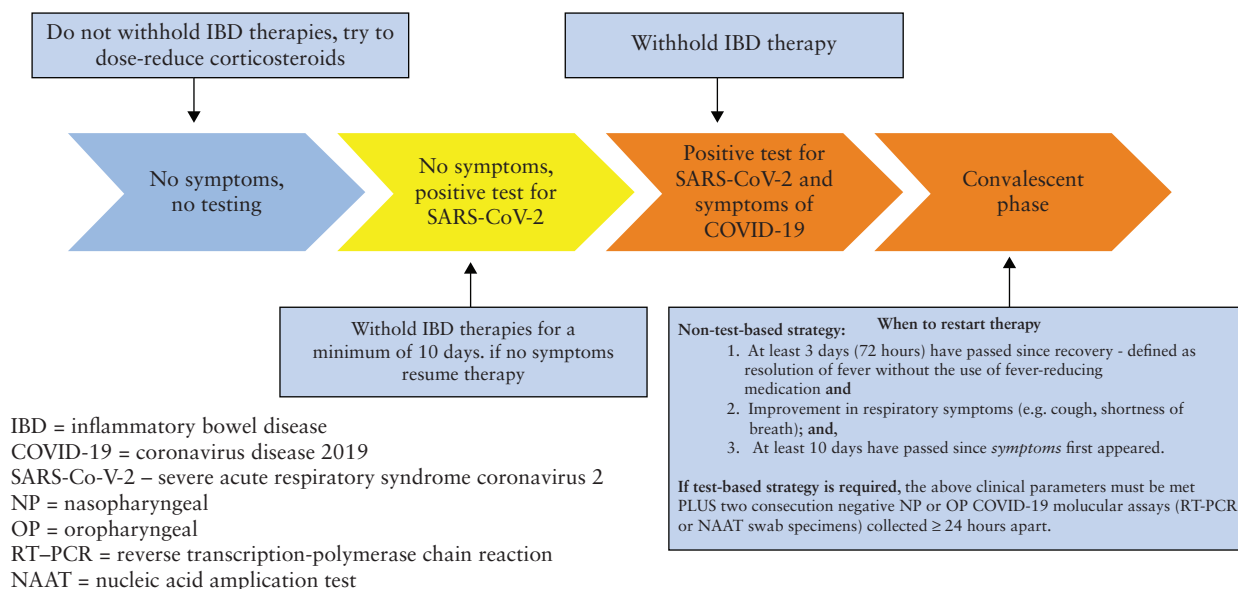 Do not withhold IBD therapies, try to
dose-reduce corticosteroids
Withhold IBD therapy
No symptoms,
no testing
No symptoms,
positive test for
SARS-CoV-2
Positive test for
SARS-CoV-2 and
symptoms of
COVID-19
Convalescent
phase
Withold IBD therapies for a
minimum of 10 days. if no symptoms
resume therapy
When to restart therapy
Non-test-based strategy:
1. At least 3 days (72 hours) have passed since recovery - defined as
resolution of fever without the use of fever-reducing
medication and
2. Improvement in respiratory symptoms (e.g. cough, shortness of
breath); and,
3. At least 10 days have passed since symptoms first appeared.
If test-based strategy is required, the above clinical parameters must be met
PLUS two consecution negative NP or OP COVID-19 molucular assays (RT-PCR
or NAAT swab specimens) collected ≥ 24 hours apart.
IBD = inflammatory bowel disease
COVID-19 = coronavirus disease 2019
SARS-Co-V-2 – severe acute respiratory syndrome coronavirus 2
NP = nasopharyngeal
OP = oropharyngeal
RT–PCR = reverse transcription-polymerase chain reaction
NAAT = nucleic acid amplication test